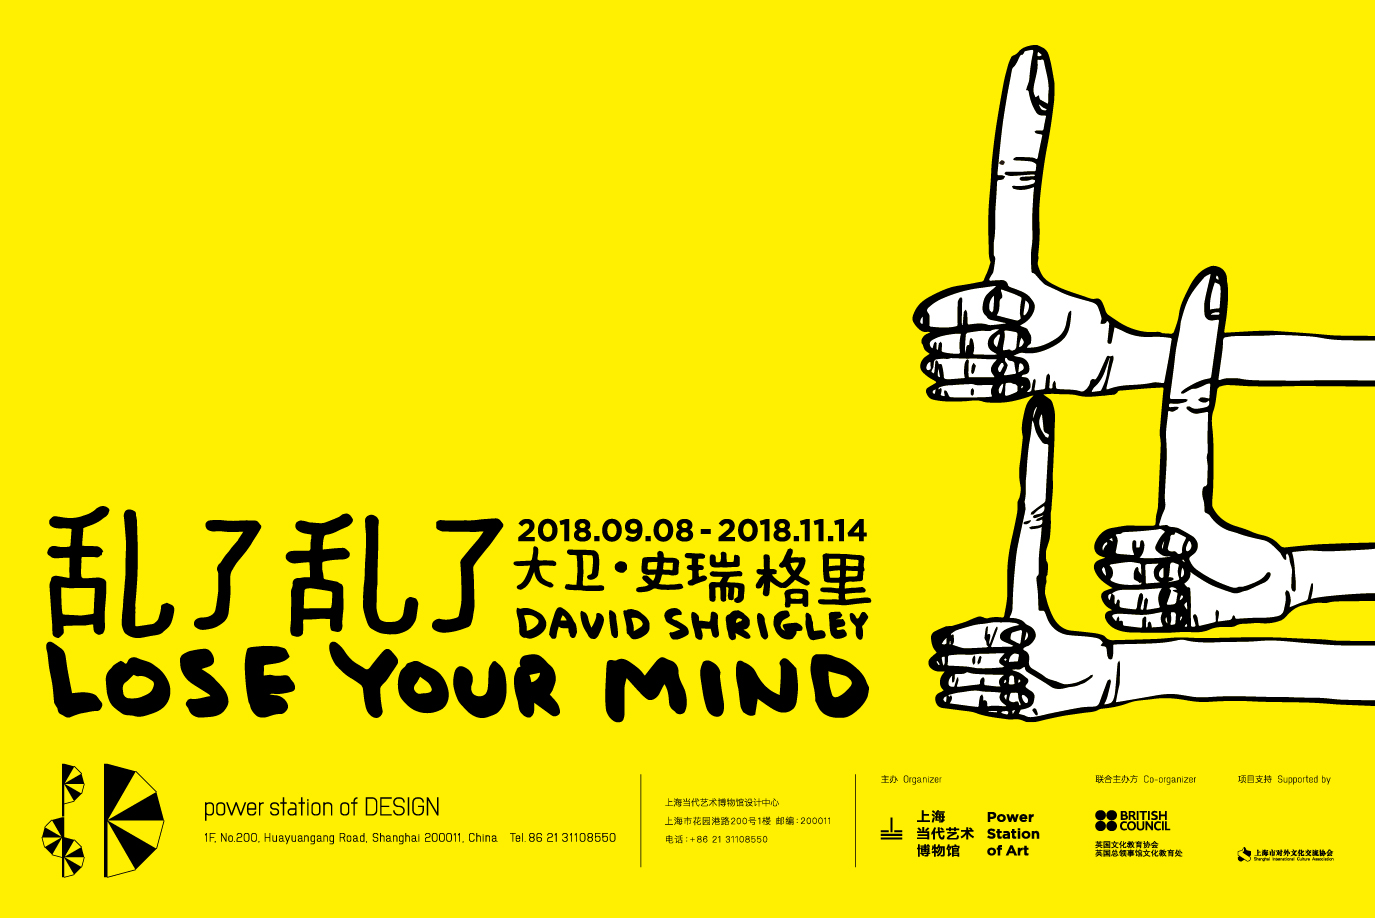 乱了乱了
2018.09.08 - 2018.11.14
大卫·史瑞格里
DAVID SHRIGLEY
LOSE YOUR MIND
power station of DESIGN
1F, No.200, Huayuangang Road, Shanghai 200011, China Tel. 86 21 31108550
上海当代艺术博物馆设计中心
上海市花园港路200号1楼 邮编：200011
电话：+86 21 31108550
主办 Organizer
上海
当代艺术
博物馆
Power
Station
of Art
联合主办方 Co-organizer
BRITISH
COUNCIL
英国文化教育协会
英国总领事馆文化教育处
项目支持 Supported by
上海市对外文化交流协会
Shanghai International Culture Association